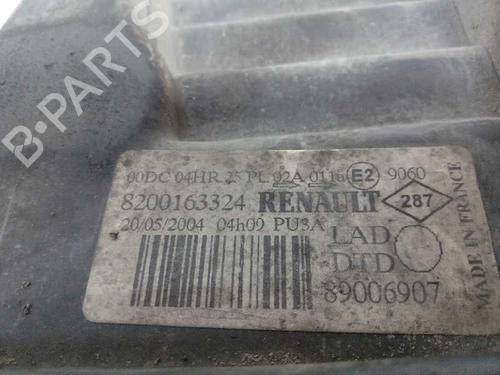 B-PARTS
00DC 04HR 25 PL 02A 0116 E2 9060
8200163324 RENAULT 287
20/05/2004 04h09 PU3A LAD
DTD
89006907
MADE IN FRANCE